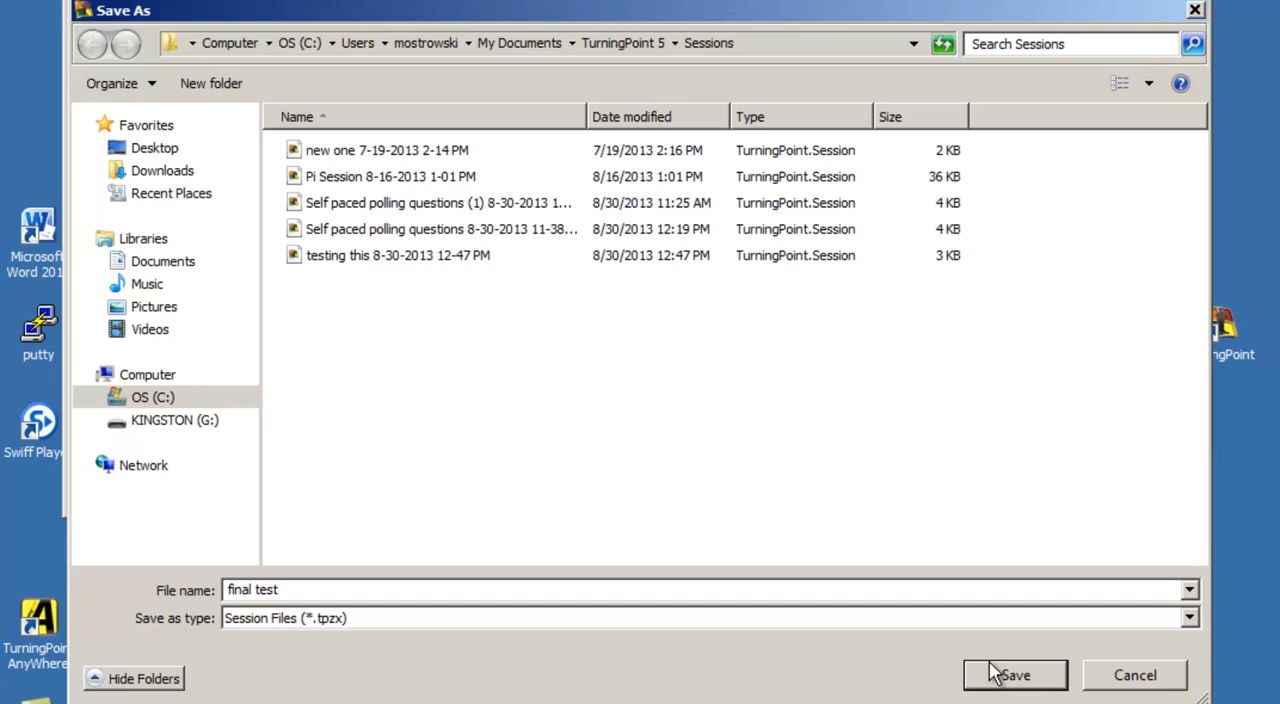 Save As
Computer OS (C:) Users mostrowski My Documents TurningPoint 5 Sessions Search Sessions
Organize New folder
Name Date modified Type Size
Favorites
Desktop
Downloads
Recent Places
Libraries
Documents
Music
Pictures
Videos
Computer
OS (C:)
KINGSTON (G:)
Network
new one 7-19-2013 2-14 PM 7/19/2013 2:16 PM TurningPoint.Session 2 KB
Pi Session 8-16-2013 1-01 PM 8/16/2013 1:01 PM TurningPoint.Session 36 KB
Self paced polling questions (1) 8-30-2013 1... 8/30/2013 11:25 AM TurningPoint.Session 4 KB
Self paced polling questions 8-30-2013 11-38... 8/30/2013 12:19 PM TurningPoint.Session 4 KB
testing this 8-30-2013 12-47 PM 8/30/2013 12:47 PM TurningPoint.Session 3 KB
File name: final test
Save as type: Session Files (*.tpzx)
Hide Folders Save Cancel
Microsoft
Word 201
putty
Swiff Playe
TurningPoin
AnyWhere
ngPoint